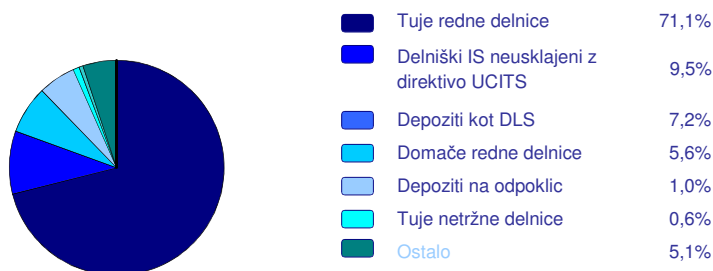 Tuje redne delnice 71,1%
Delniški IS neusklajeni z
direktivo UCITS 9,5%
Depoziti kot DLS 7,2%
Domače redne delnice 5,6%
Depoziti na odpoklic 1,0%
Tuje netržne delnice 0,6%
Ostalo 5,1%